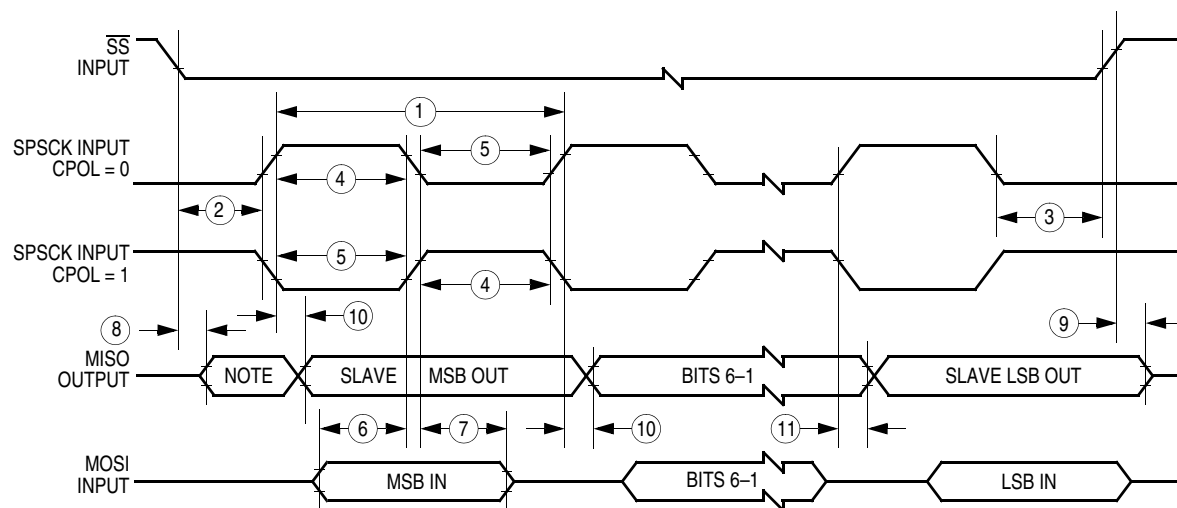 SS
INPUT
1
SPSCK INPUT
CPOL = 0
5
4
2
3
SPSCK INPUT
CPOL = 1
5
4
8
10
9
MISO
OUTPUT
NOTE
SLAVE MSB OUT
BITS 6–1
SLAVE LSB OUT
6
7
10
11
MOSI
INPUT
MSB IN
BITS 6–1
LSB IN